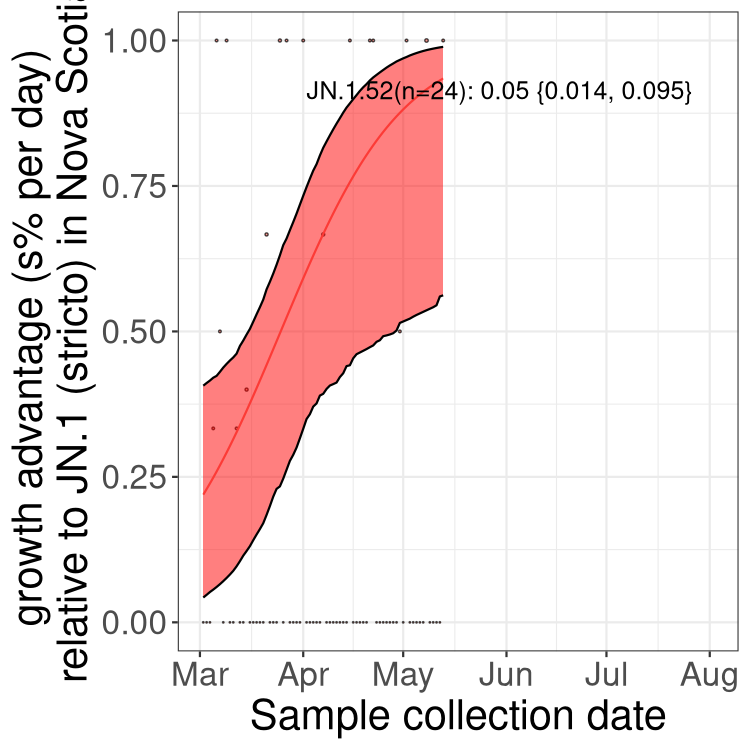 growth advantage (s% per day)
relative to JN.1 (stricto) in Nova Scotia
1.00
0.75
0.50
0.25
0.00
JN.1.52(n=24): 0.05 {0.014, 0.095}
Mar Apr May Jun Jul Aug
Sample collection date